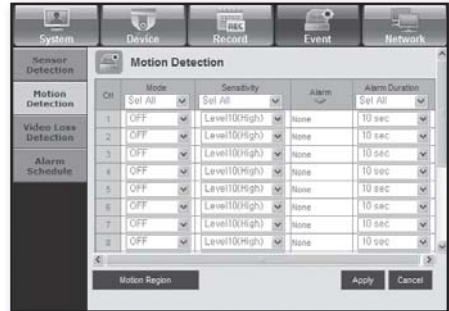 System Device Record Event Network
REC
Sensor Detection
Motion Detection
Video Loss Detection
Alarm Schedule
Motion Detection
CH Mode Sensitivity Alarm Alarm Duration
Sel All Sel All Sel All
1 OFF Level10(High) None 10 sec
2 OFF Level10(High) None 10 sec
3 OFF Level10(High) None 10 sec
4 OFF Level10(High) None 10 sec
5 OFF Level10(High) None 10 sec
6 OFF Level10(High) None 10 sec
7 OFF Level10(High) None 10 sec
8 OFF Level10(High) None 10 sec
Motion Region Apply Cancel